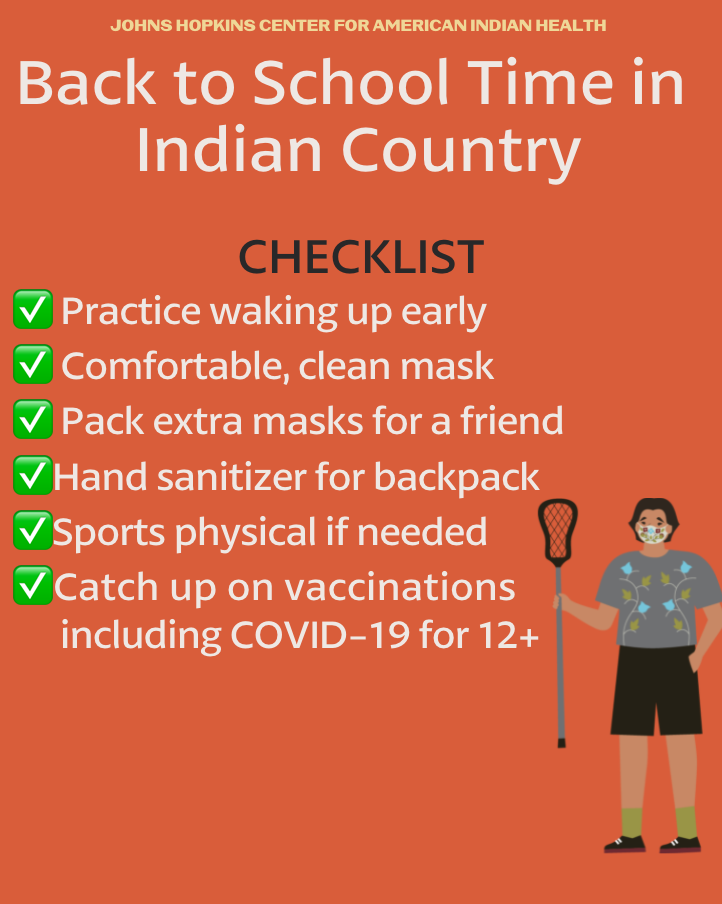 JOHNS HOPKINS CENTER FOR AMERICAN INDIAN HEALTH
Back to School Time in
Indian Country
CHECKLIST
✅ Practice waking up early
✅ Comfortable, clean mask
✅ Pack extra masks for a friend
✅Hand sanitizer for backpack
✅Sports physical if needed
✅Catch up on vaccinations
including COVID-19 for 12+